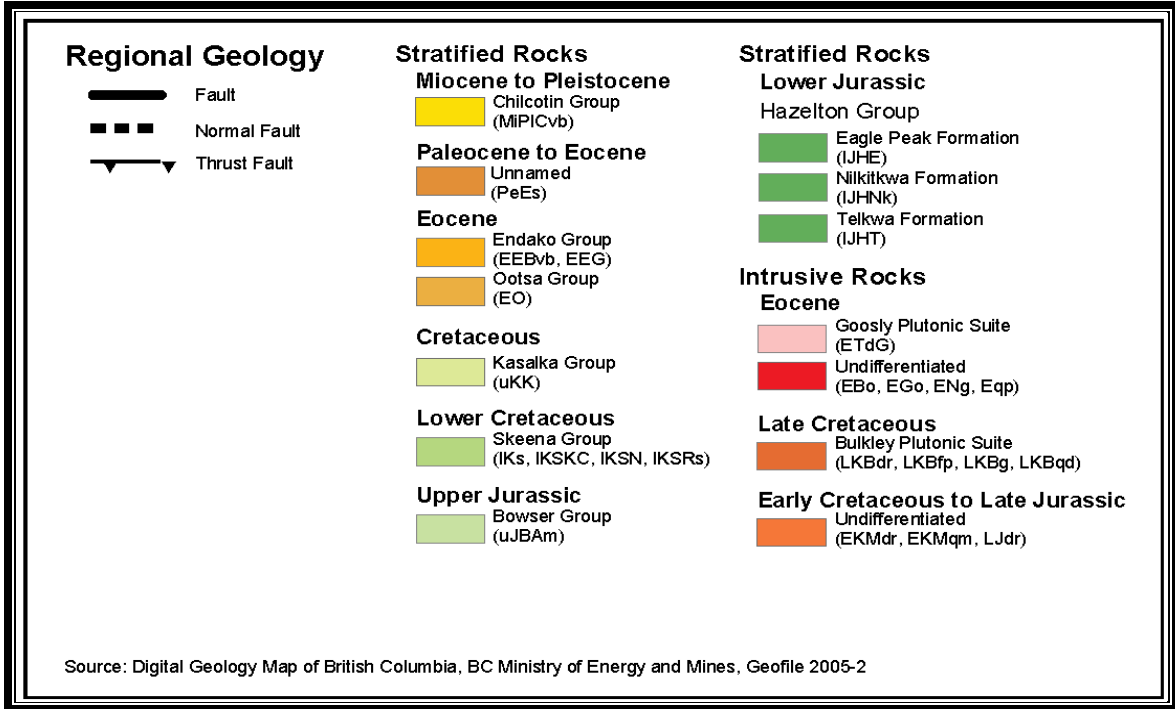 Regional Geology
Fault
Normal Fault
Thrust Fault
Stratified Rocks
Miocene to Pleistocene
Chilcotin Group
(MiPlCvb)
Paleocene to Eocene
Unnamed
(PeEs)
Eocene
Endako Group
(EEBvb, EEG)
Ootsa Group
(EO)
Cretaceous
Kasalka Group
(uKK)
Lower Cretaceous
Skeena Group
(lKs, lKSKC, lKSN, lKSRs)
Upper Jurassic
Bowser Group
(uJBAm)
Stratified Rocks
Lower Jurassic
Hazelton Group
Eagle Peak Formation
(lJHE)
Nilkitkwa Formation
(lJHNk)
Telkwa Formation
(lJHT)
Intrusive Rocks
Eocene
Goosly Plutonic Suite
(ETdG)
Undifferentiated
(EBo, EGo, ENg, Eqp)
Late Cretaceous
Bulkley Plutonic Suite
(LKBdr, LKBfp, LKBg, LKBqd)
Early Cretaceous to Late Jurassic
Undifferentiated
(EKMdr, EKMqm, LJdr)
Source: Digital Geology Map of British Columbia, BC Ministry of Energy and Mines, Geofile 2005-2